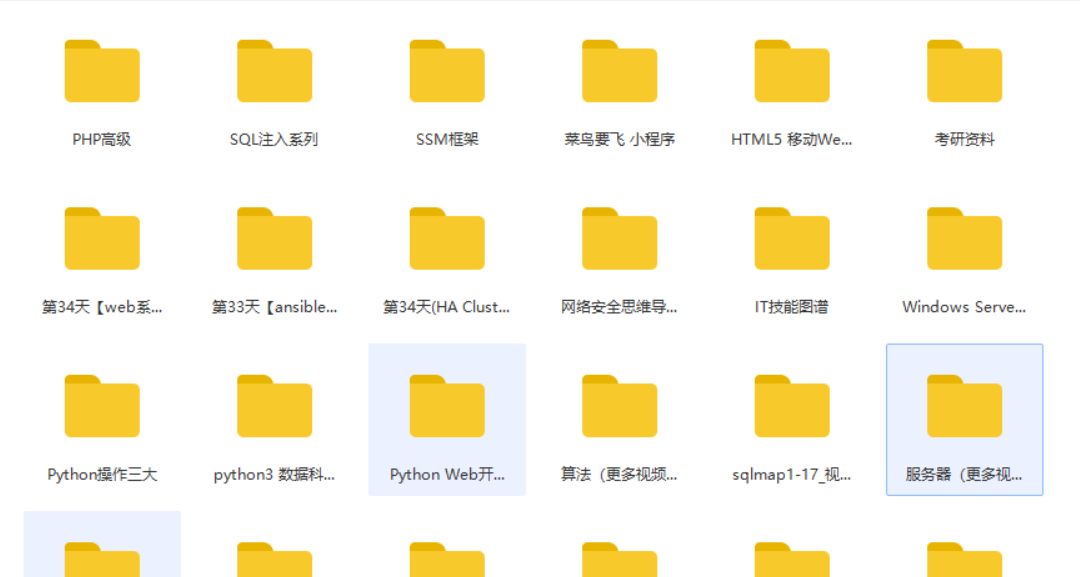 PHP高级
SQL注入系列
SSM框架
菜鸟要飞 小程序
HTML5 移动We...
考研资料
第34天【web系...
第33天【ansible...
第34天(HA Clust...
网络安全思维导...
IT技能图谱
Windows Serve...
Python操作三大
python3 数据科...
Python Web开...
算法（更多视频...
sqlmap1-17_视...
服务器（更多视...